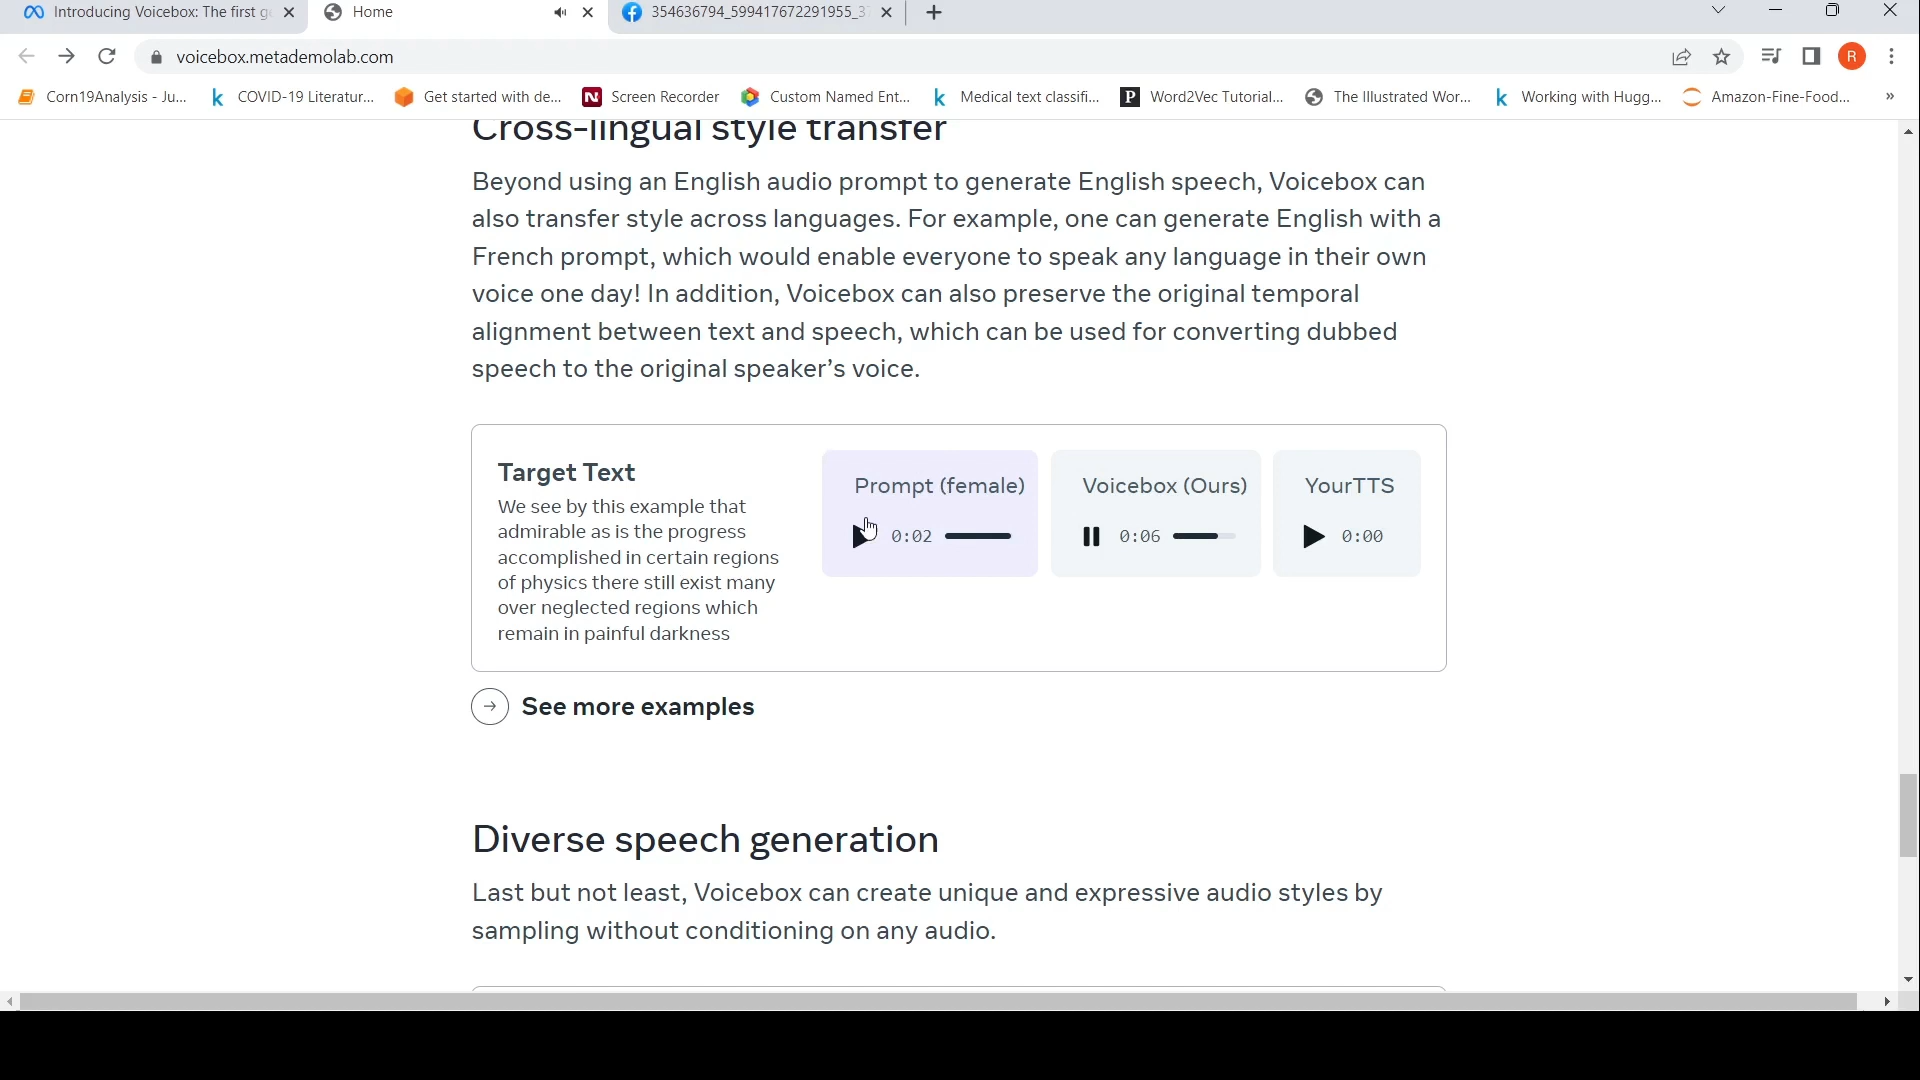 Introducing Voicebox: The first g
Home
354636794_599417672291955_3
voicebox.metademolab.com
R
Corn19Analysis - Ju...
COVID-19 Literatur...
Get started with de...
Screen Recorder
Custom Named Ent...
Medical text classifi...
Word2Vec Tutorial...
The Illustrated Wor...
Working with Hugg...
Amazon-Fine-Food...
»
Cross-lingual style transfer
Beyond using an English audio prompt to generate English speech, Voicebox can
also transfer style across languages. For example, one can generate English with a
French prompt, which would enable everyone to speak any language in their own
voice one day! In addition, Voicebox can also preserve the original temporal
alignment between text and speech, which can be used for converting dubbed
speech to the original speaker’s voice.
Target Text
We see by this example that
admirable as is the progress
accomplished in certain regions
of physics there still exist many
over neglected regions which
remain in painful darkness
Prompt (female)
0:02
Voicebox (Ours)
0:06
YourTTS
0:00
See more examples
Diverse speech generation
Last but not least, Voicebox can create unique and expressive audio styles by
sampling without conditioning on any audio.